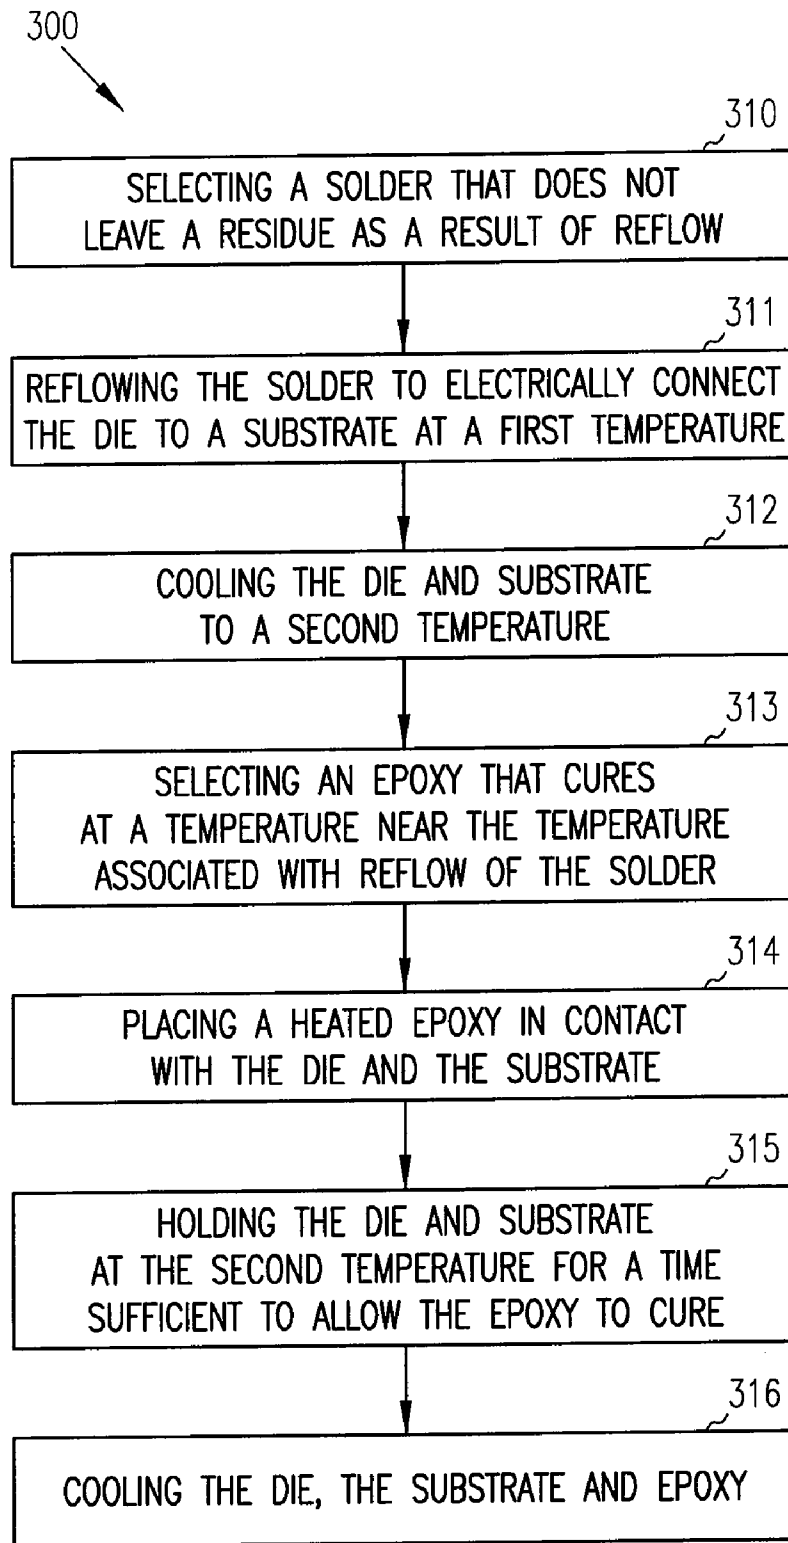 300
310
SELECTING A SOLDER THAT DOES NOT
LEAVE A RESIDUE AS A RESULT OF REFLOW
311
REFLOWING THE SOLDER TO ELECTRICALLY CONNECT
THE DIE TO A SUBSTRATE AT A FIRST TEMPERATURE
312
COOLING THE DIE AND SUBSTRATE
TO A SECOND TEMPERATURE
313
SELECTING AN EPOXY THAT CURES
AT A TEMPERATURE NEAR THE TEMPERATURE
ASSOCIATED WITH REFLOW OF THE SOLDER
314
PLACING A HEATED EPOXY IN CONTACT
WITH THE DIE AND THE SUBSTRATE
315
HOLDING THE DIE AND SUBSTRATE
AT THE SECOND TEMPERATURE FOR A TIME
SUFFICIENT TO ALLOW THE EPOXY TO CURE
316
COOLING THE DIE, THE SUBSTRATE AND EPOXY